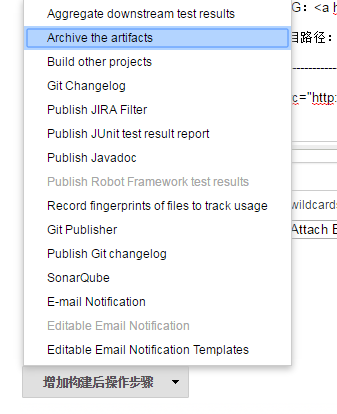 Aggregate downstream test results
Archive the artifacts
Build other projects
Git Changelog
Publish JIRA Filter
Publish JUnit test result report
Publish Javadoc
Publish Robot Framework test results
Record fingerprints of files to track usage
Git Publisher
Publish Git changelog
SonarQube
E-mail Notification
Editable Email Notification
Editable Email Notification Templates
增加构建后操作步骤
G：<a h
目路径：
c="http:
wildcards
Attach B